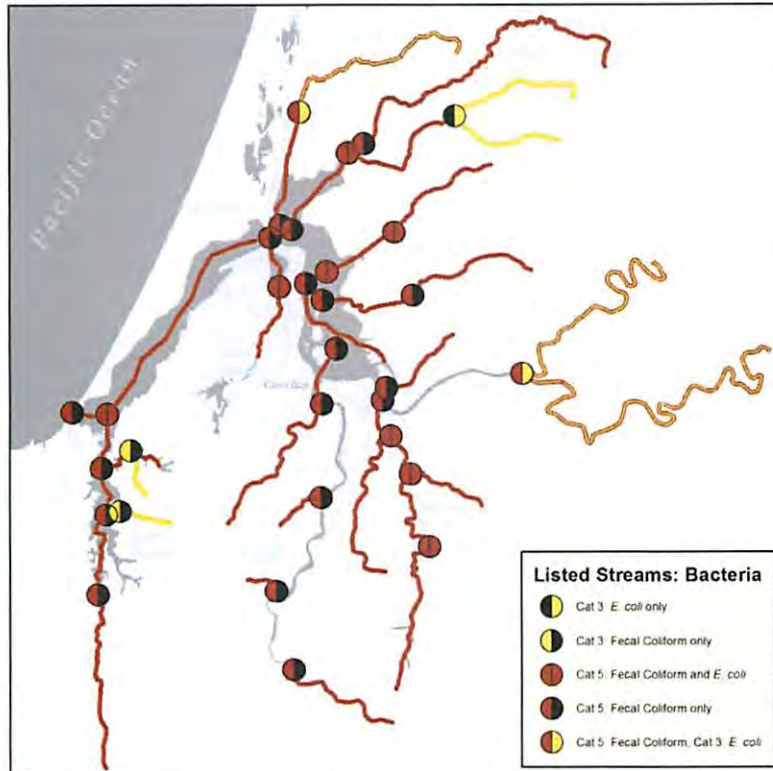 Pacific Ocean
Listed Streams: Bacteria
Cat 3 E. coli only
Cat 3 Fecal Coliform only
Cat 5: Fecal Coliform and E. coli
Cat 5: Fecal Coliform only
Cat 5 Fecal Coliform, Cat 3 E. coli